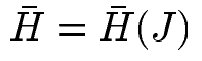 H̄ = H̄(J)